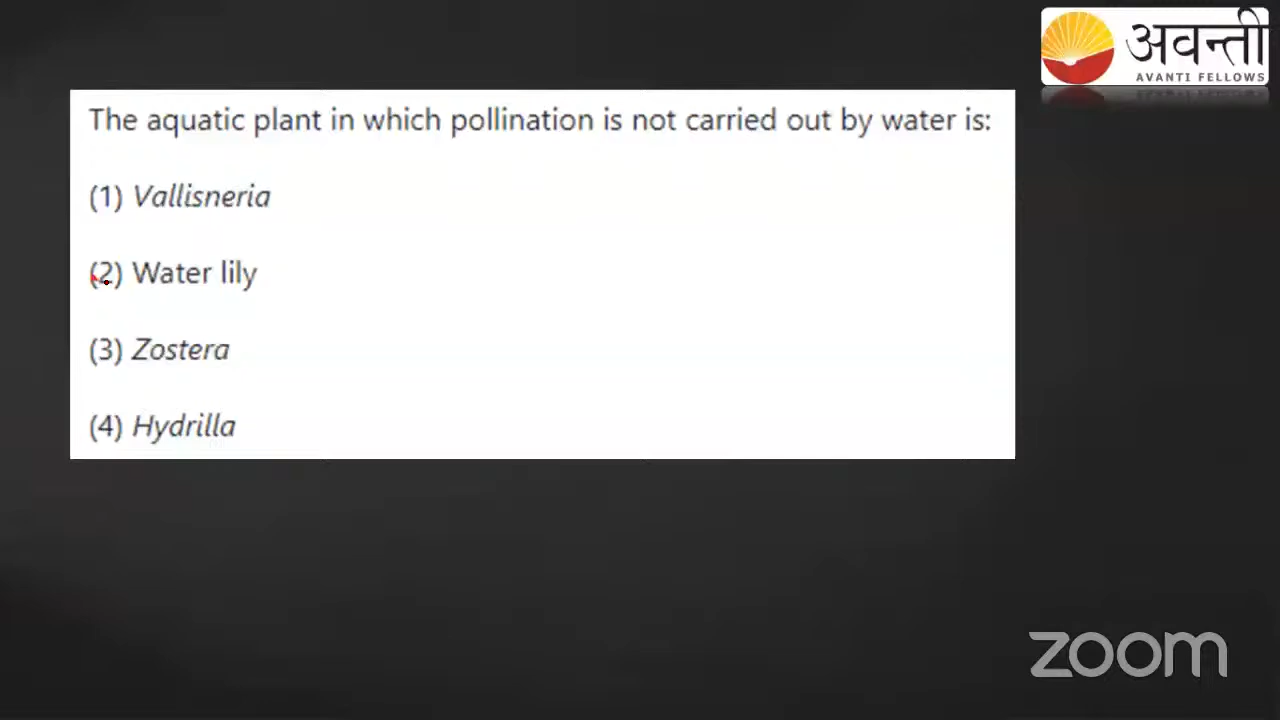 अवन्ती
AVANTI FELLOWS
The aquatic plant in which pollination is not carried out by water is:
(1) Vallisneria
(2) Water lily
(3) Zostera
(4) Hydrilla
zoom